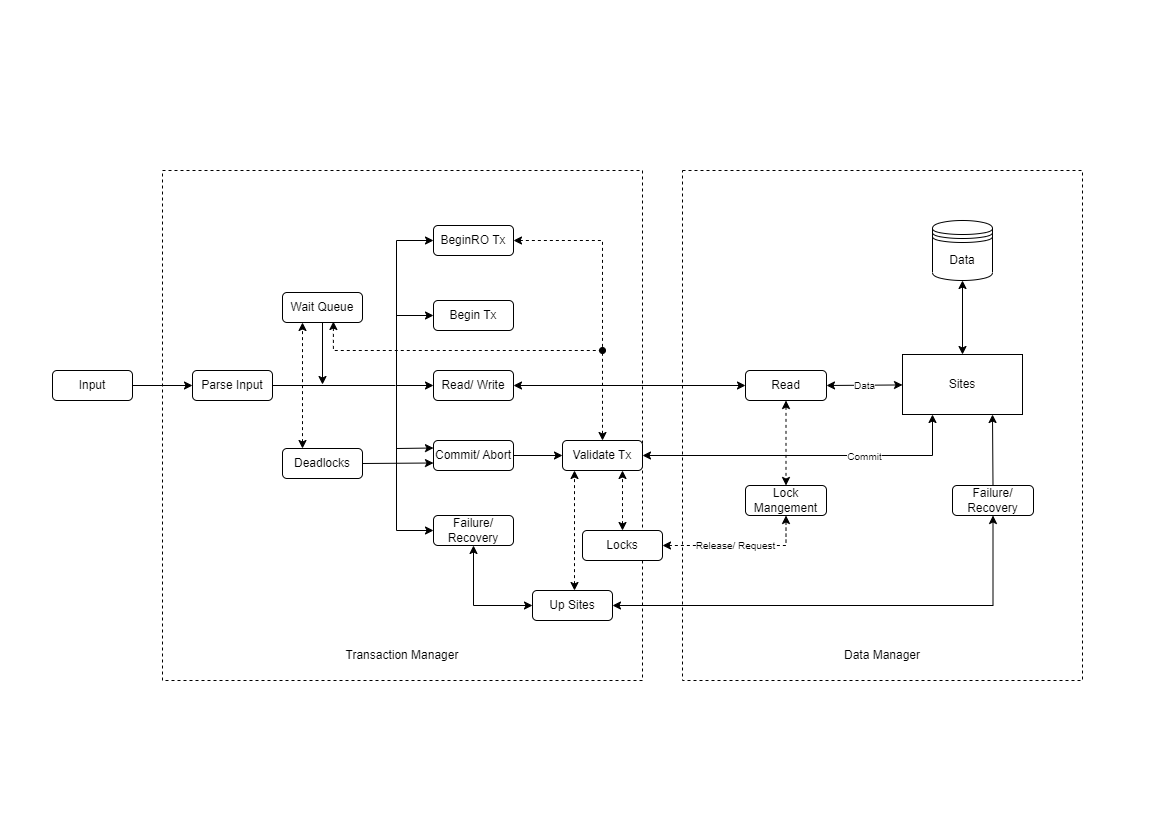 BeginRO Tx
Data
Wait Queue
Begin Tx
Input
Parse Input
Read/ Write
Read
Data
Sites
Deadlocks
Commit/ Abort
Validate Tx
Commit
Lock
Mangement
Failure/
Recovery
Failure/
Recovery
Locks
Release/ Request
Up Sites
Transaction Manager
Data Manager